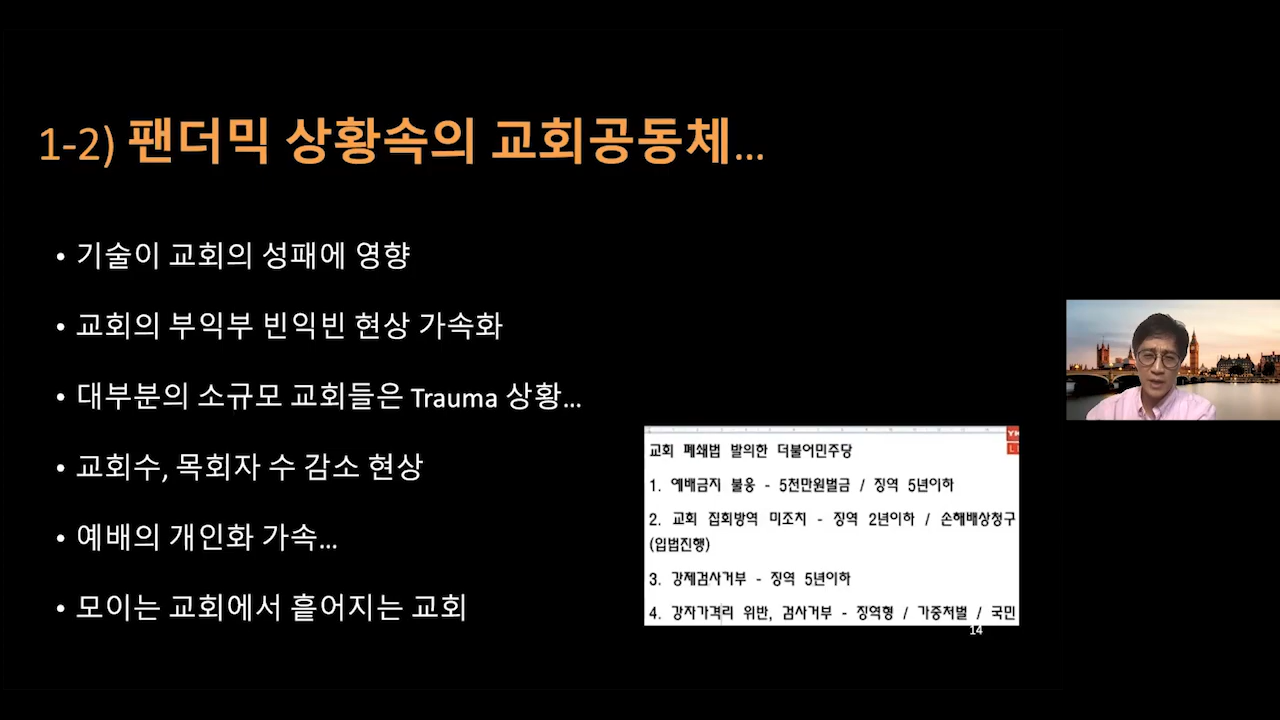 1-2) 팬더믹 상황속의 교회공동체...
• 기술이 교회의 성패에 영향
• 교회의 부익부 빈익빈 현상 가속화
• 대부분의 소규모 교회들은 Trauma 상황...
• 교회수, 목회자 수 감소 현상
• 예배의 개인화 가속...
• 모이는 교회에서 흩어지는 교회
교회 폐쇄법 발의한 더불어민주당
1. 예배금지 불응 - 5천만원벌금 / 징역 5년이하
2. 교회 집회방역 미조치 - 징역 2년이하 / 손해배상청구
(입법진행)
3. 강제검사거부 - 징역 5년이하
4. 강자가격리 위반, 검사거부 - 징역형 / 가중처벌 / 국민
14